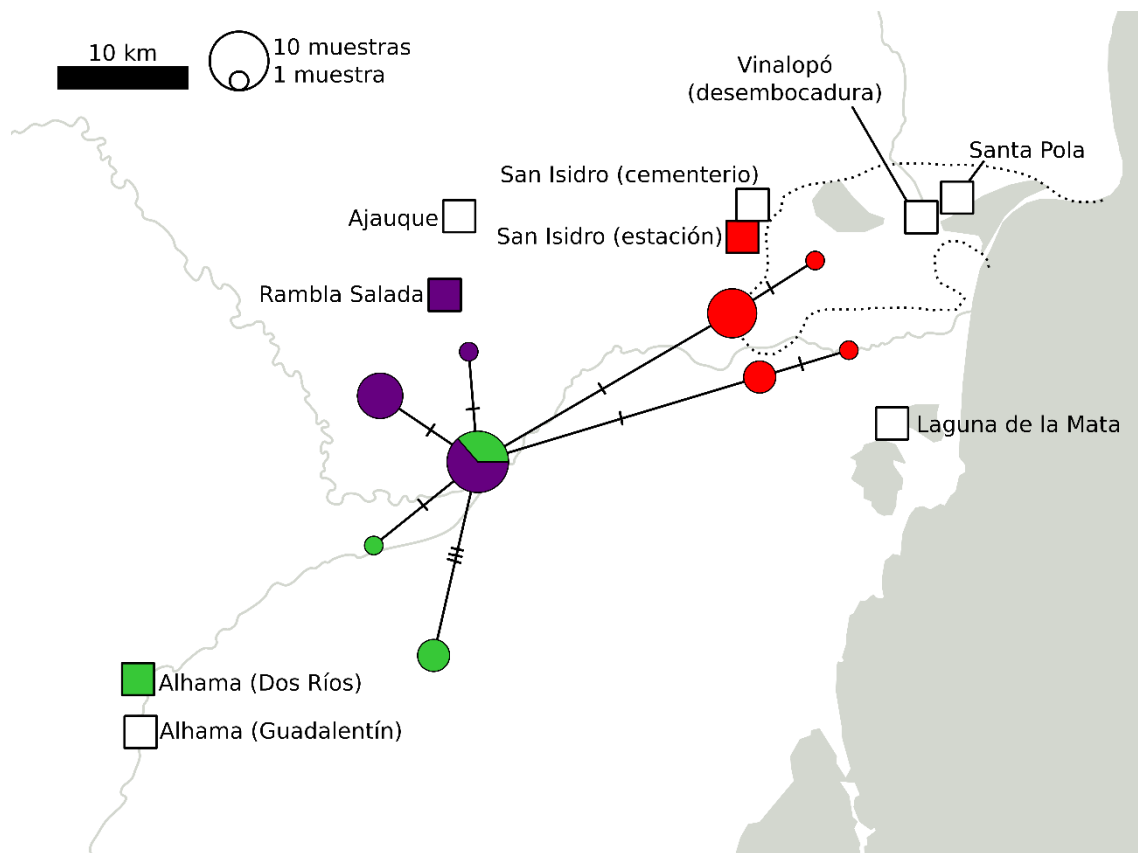 10 km
10 muestras
1 muestra
Vinalopó
(desembocadura)
Santa Pola
San Isidro (cementerio)
Ajauque
San Isidro (estación)
Rambla Salada
Laguna de la Mata
Alhama (Dos Ríos)
Alhama (Guadalentín)